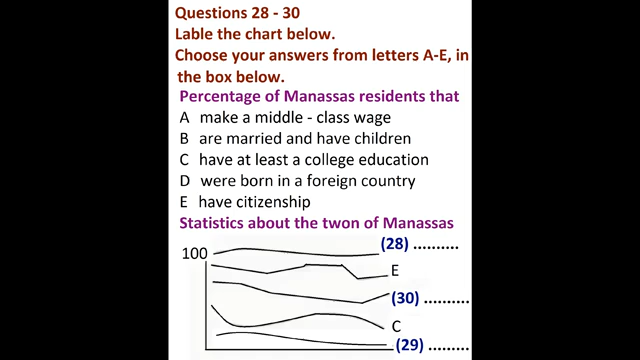 Questions 28 - 30
Lable the chart below.
Choose your answers from letters A-E, in
the box below.
Percentage of Manassas residents that
A make a middle - class wage
B are married and have children
C have at least a college education
D were born in a foreign country
E have citizenship
Statistics about the twon of Manassas
(28) ..........
100
E
(30) ..........
C
(29) .........